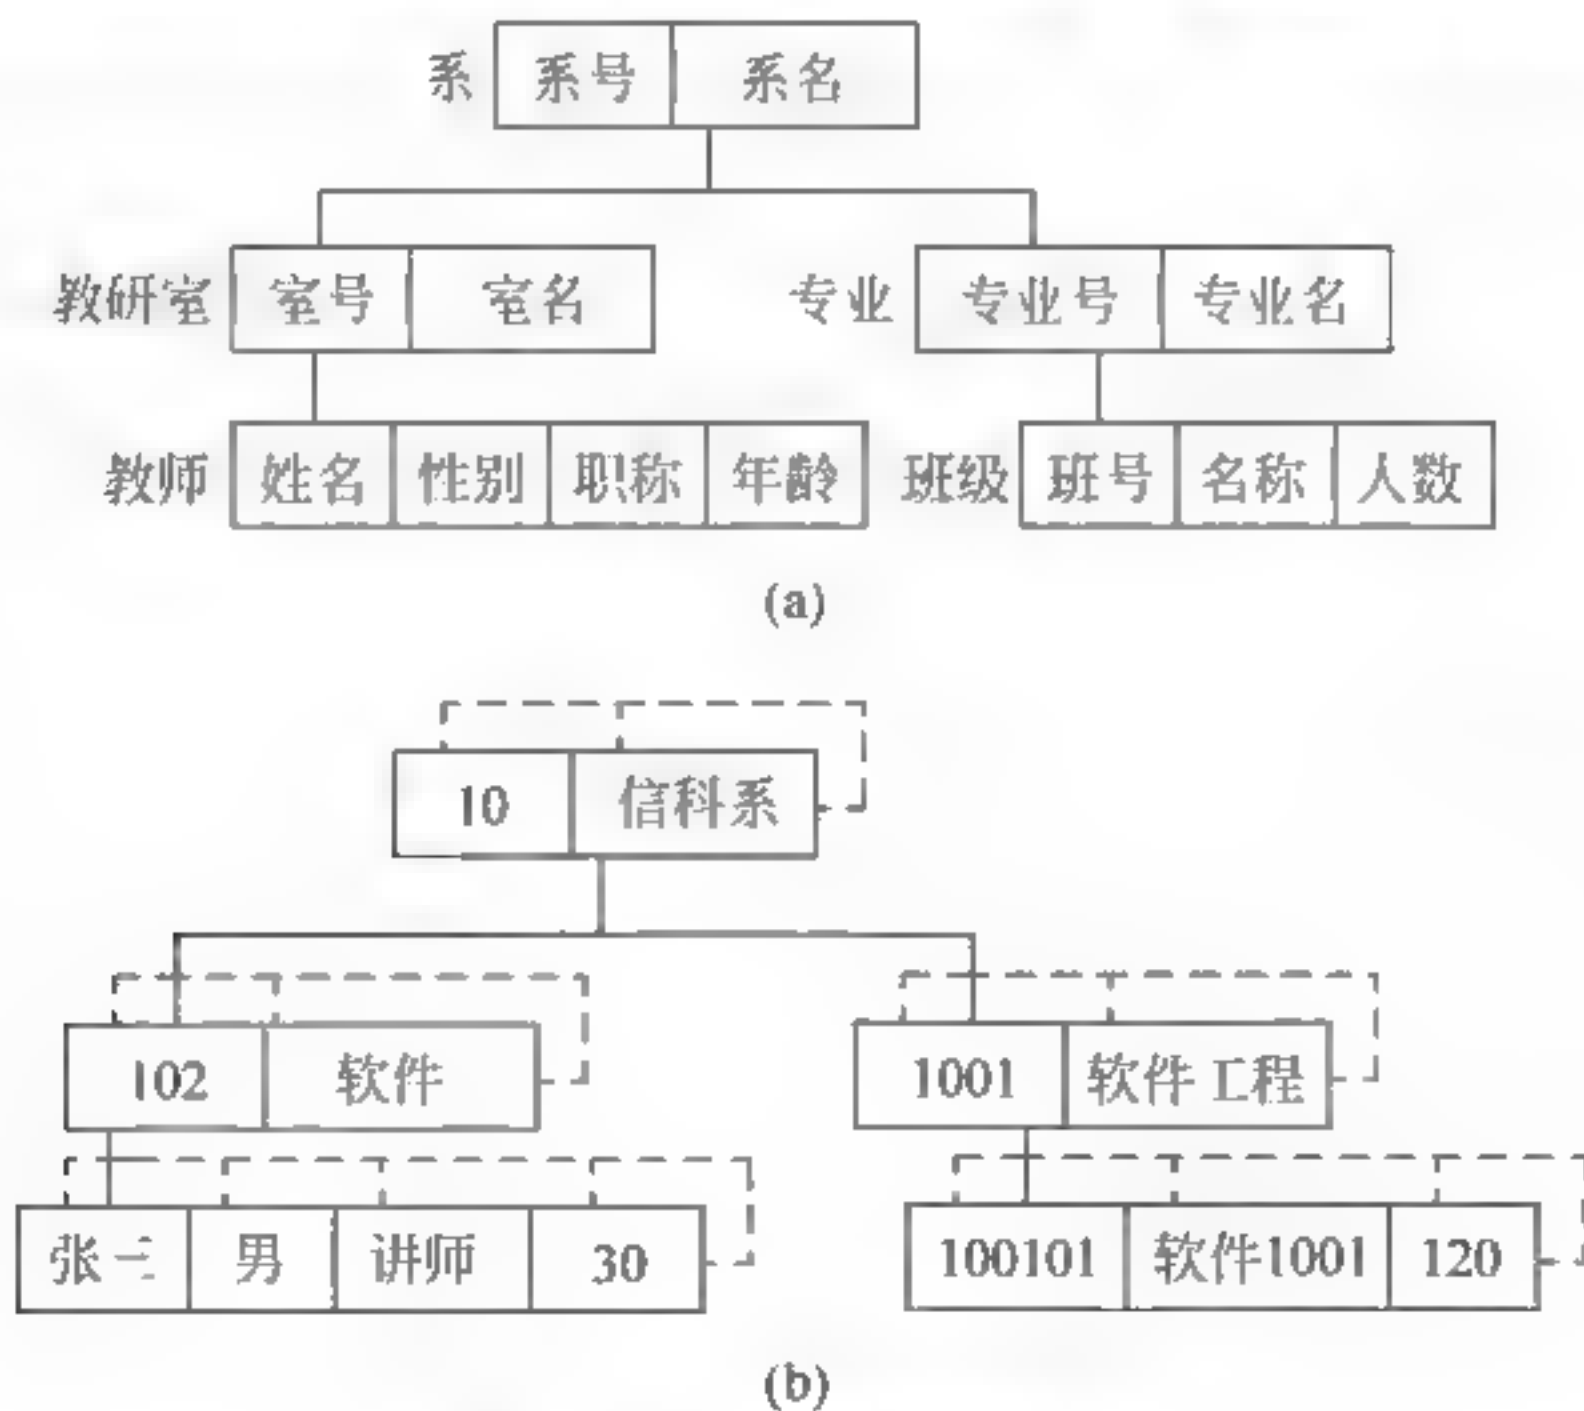 系 系号 系名
教研室 室号 室名 专业 专业号 专业名
教师 姓名 性别 职称 年龄 班级 班号 名称 人数
(a)
10 信科系
102 软件 1001 软件工程
张三 男 讲师 30 100101 软件1001 120
(b)